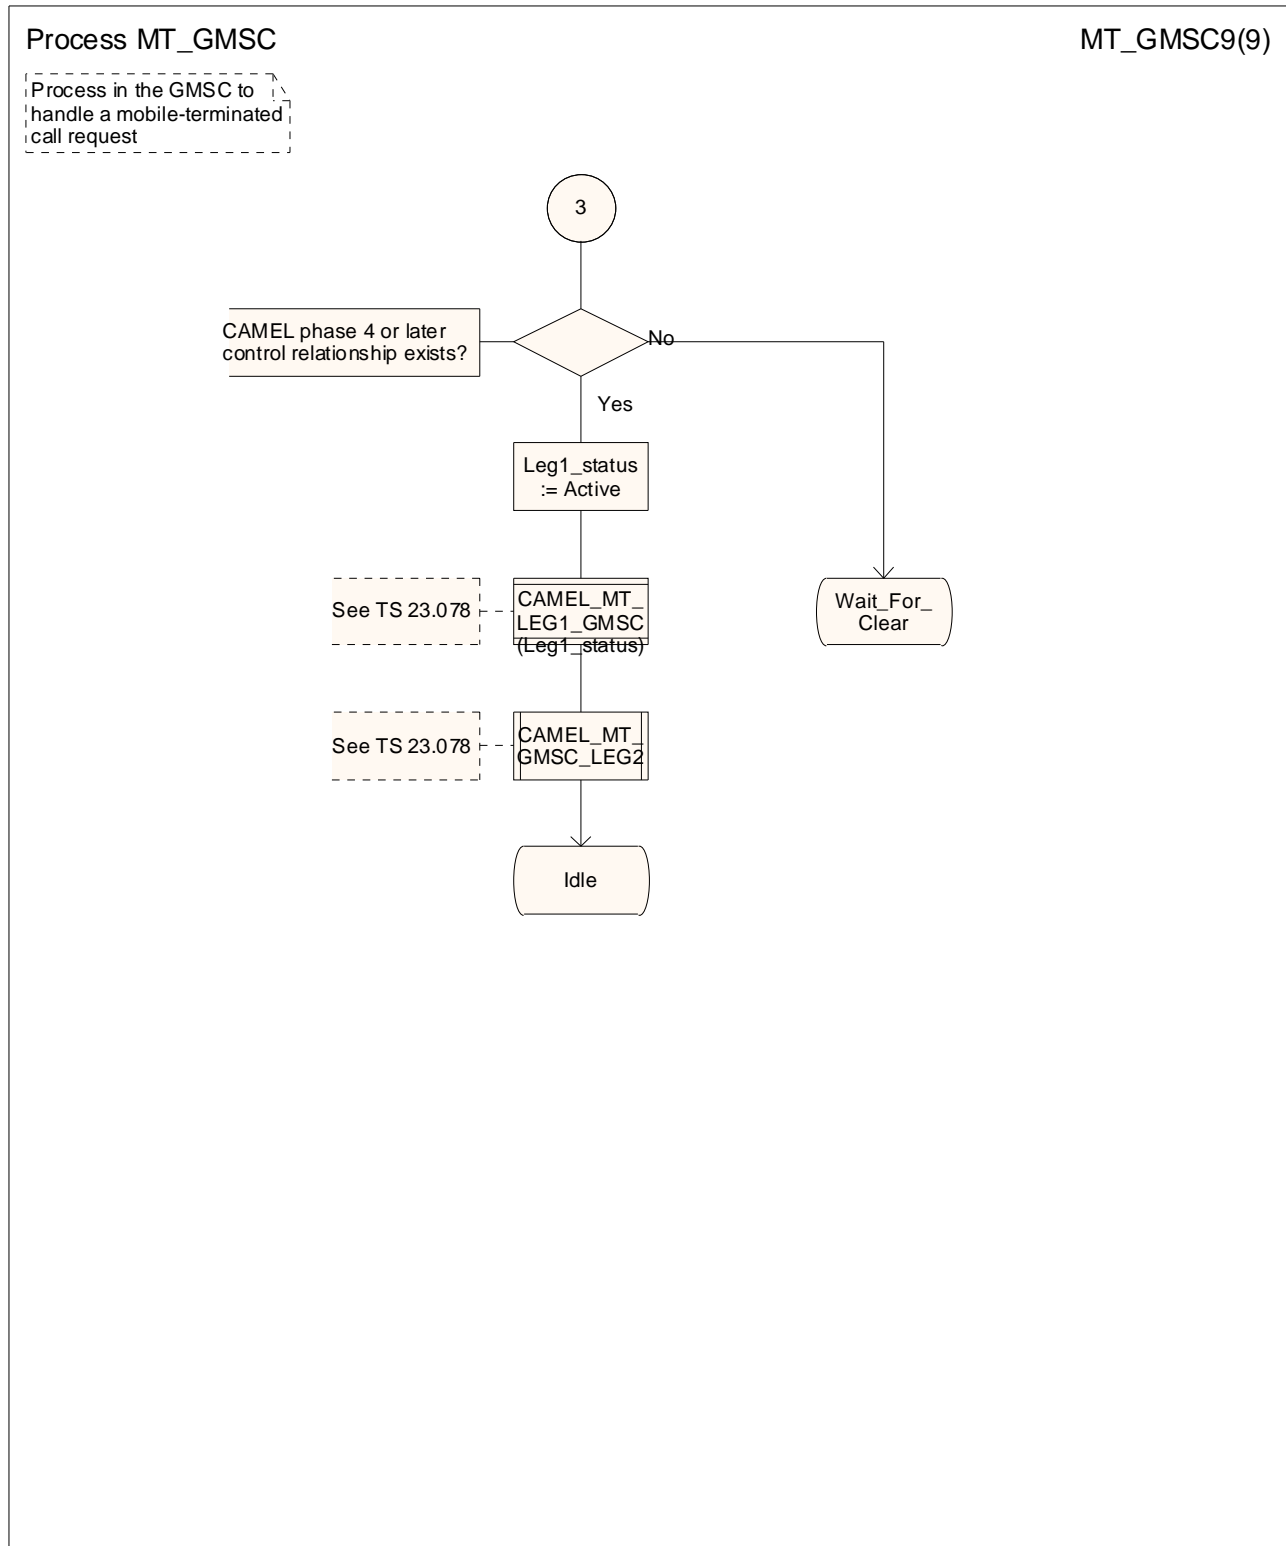 Process MT_GMSC
MT_GMSC9(9)
Process in the GMSC to
handle a mobile-terminated
call request
3
CAMEL phase 4 or later
control relationship exists?
No
Yes
Leg1_status
:= Active
See TS 23.078
CAMEL_MT_
LEG1_GMSC
(Leg1_status)
Wait_For_
Clear
See TS 23.078
CAMEL_MT_
GMSC_LEG2
Idle